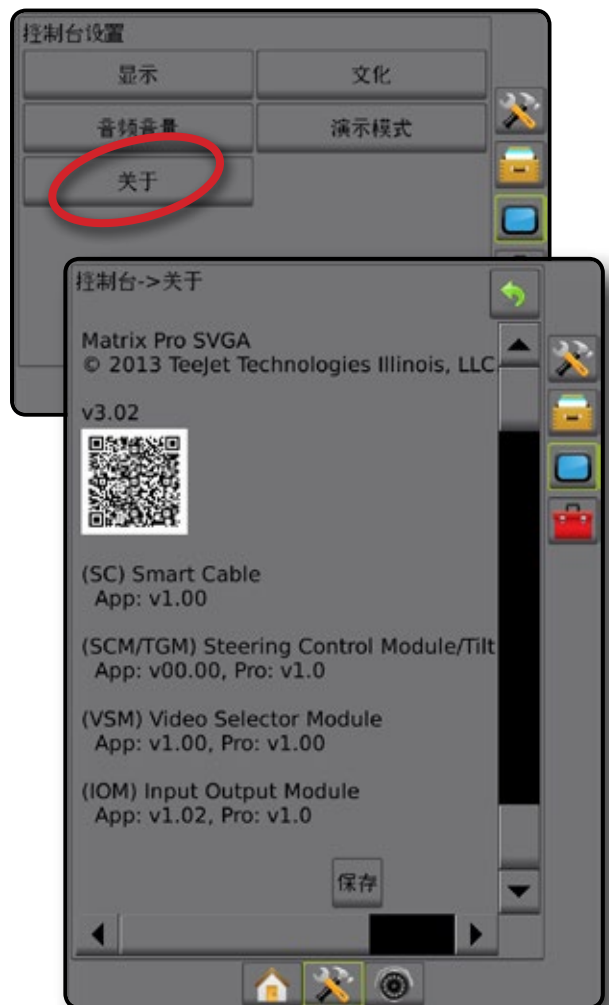 控制台设置
显示 文化
音频音量 演示模式
关于
控制台->关于
Matrix Pro SVGA
© 2013 TeeJet Technologies Illinois, LLC
v3.02
(SC) Smart Cable
App: v1.00
(SCM/TGM) Steering Control Module/Tilt
App: v00.00, Pro: v1.0
(VSM) Video Selector Module
App: v1.00, Pro: v1.00
(IOM) Input Output Module
App: v1.02, Pro: v1.0
保存